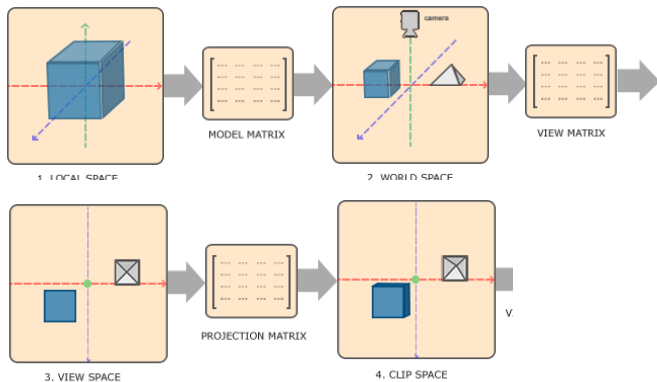 camera
MODEL MATRIX
VIEW MATRIX
1. LOCAL SPACE
2. WORLD SPACE
PROJECTION MATRIX
3. VIEW SPACE
4. CLIP SPACE